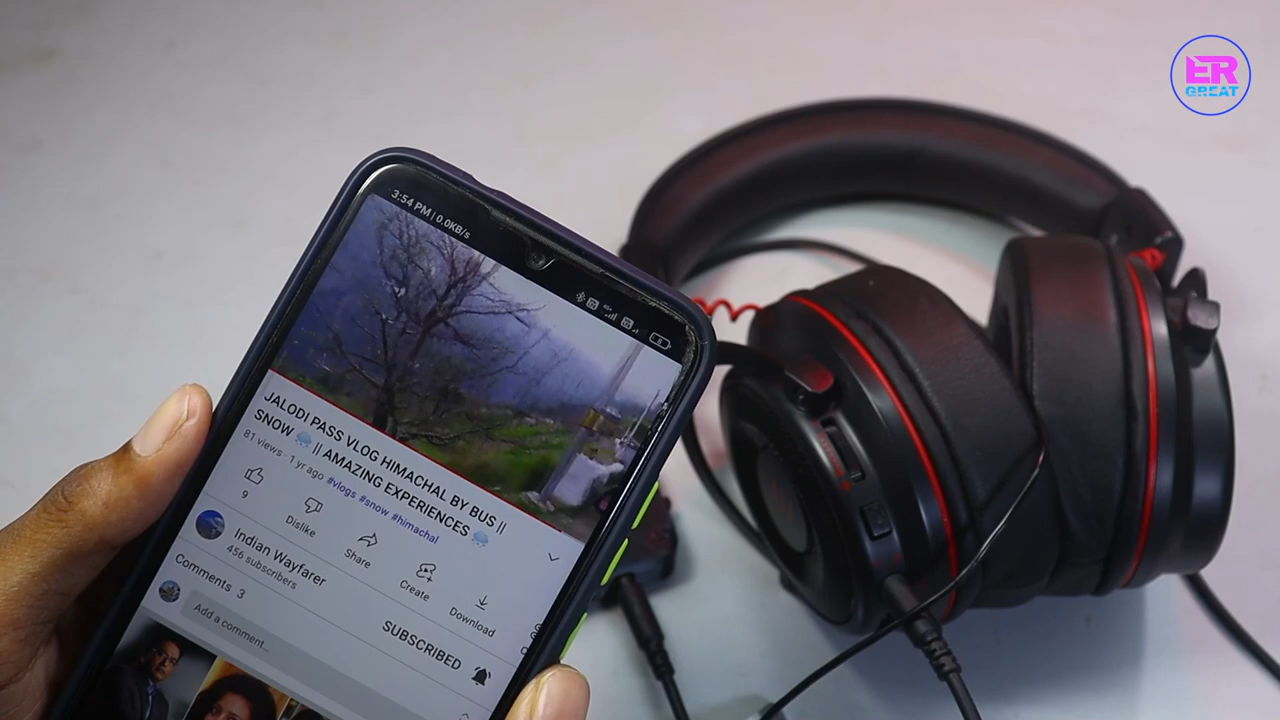 ER
GREAT
3:54 PM | 0.0KB/s
JALODI PASS VLOG HIMACHAL BY BUS ||
SNOW 🌨 || AMAZING EXPERIENCES 🌨
81 views · 1 yr ago #vlogs #snow #himachal
9
Dislike
Share
Create
Download
Indian Wayfarer
456 subscribers
SUBSCRIBED
Comments 3
Add a comment...